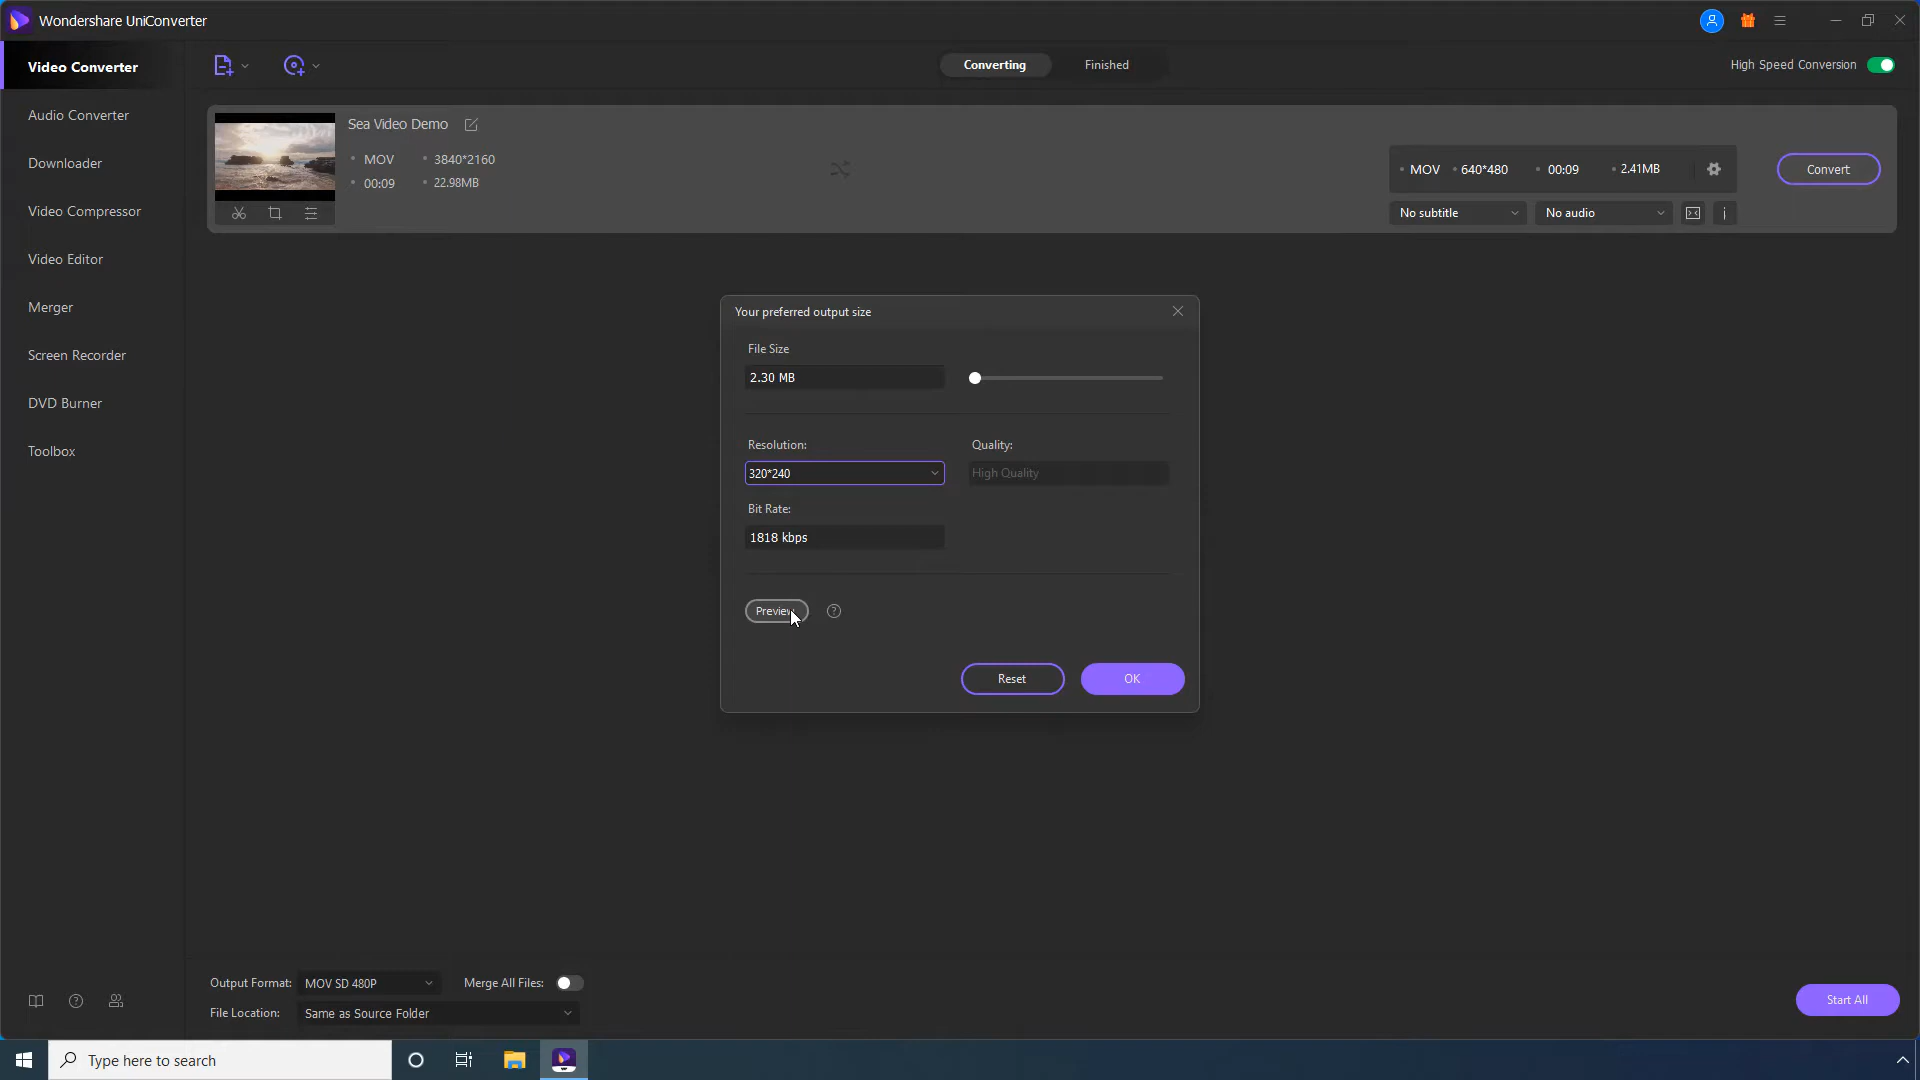 Wondershare UniConverter
Video Converter
Audio Converter
Downloader
Video Compressor
Video Editor
Merger
Screen Recorder
DVD Burner
Toolbox
Converting
Finished
High Speed Conversion
Sea Video Demo
MOV 3840*2160
00:09 22.98MB
MOV 640*480 00:09 2.41MB
Convert
No subtitle
No audio
Your preferred output size
File Size
2.30 MB
Resolution: Quality:
320*240 High Quality
Bit Rate:
1818 kbps
Preview
Reset OK
Output Format: MOV SD 480P Merge All Files:
File Location: Same as Source Folder
Start All
Type here to search